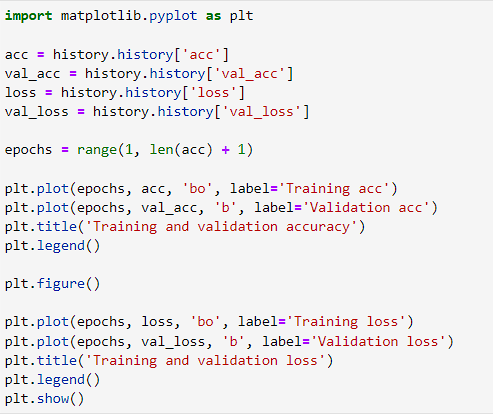 import matplotlib.pyplot as plt
acc = history.history['acc']
val_acc = history.history['val_acc']
loss = history.history['loss']
val_loss = history.history['val_loss']
epochs = range(1, len(acc) + 1)
plt.plot(epochs, acc, 'bo', label='Training acc')
plt.plot(epochs, val_acc, 'b', label='Validation acc')
plt.title('Training and validation accuracy')
plt.legend()
plt.figure()
plt.plot(epochs, loss, 'bo', label='Training loss')
plt.plot(epochs, val_loss, 'b', label='Validation loss')
plt.title('Training and validation loss')
plt.legend()
plt.show()